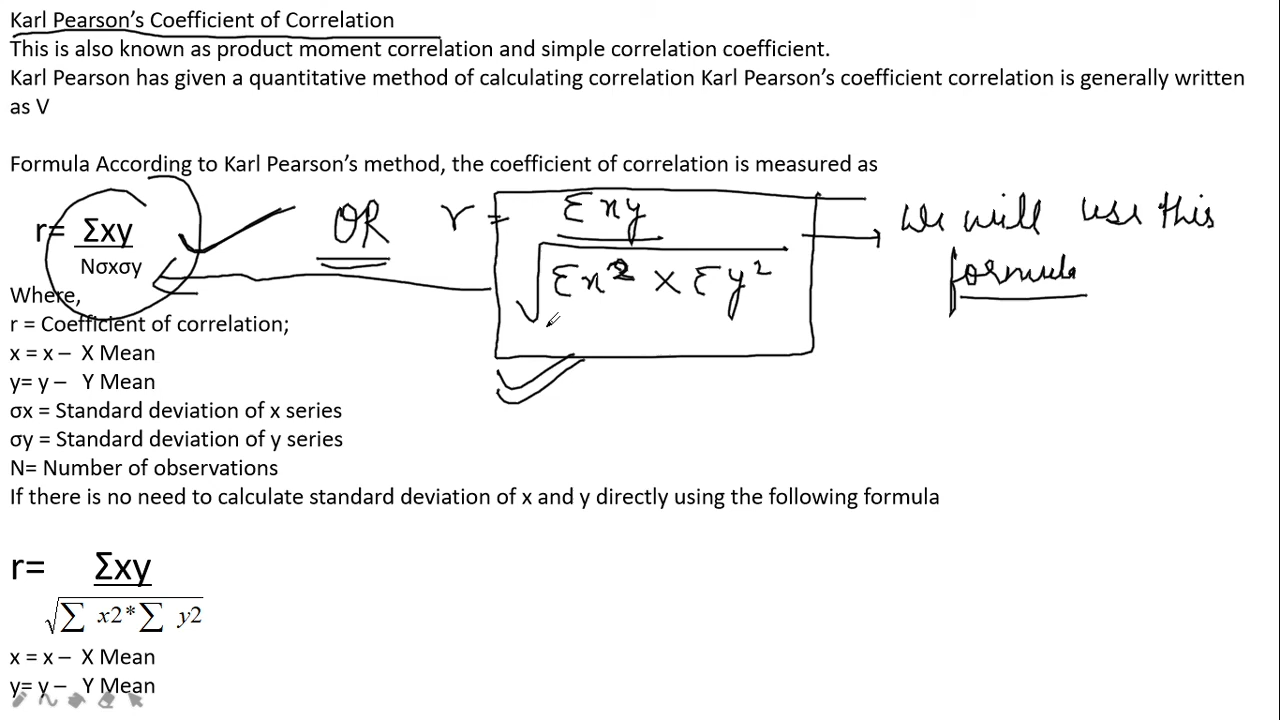 Karl Pearson’s Coefficient of Correlation
This is also known as product moment correlation and simple correlation coefficient.
Karl Pearson has given a quantitative method of calculating correlation Karl Pearson’s coefficient correlation is generally written
as V
Formula According to Karl Pearson’s method, the coefficient of correlation is measured as
r= Σxy
Nσxσy
OR
r = Σxy
√Σx² × Σy²
We will use this
formula
Where,
r = Coefficient of correlation;
x = x – X Mean
y= y – Y Mean
σx = Standard deviation of x series
σy = Standard deviation of y series
N= Number of observations
If there is no need to calculate standard deviation of x and y directly using the following formula
r= Σxy
√∑ x2*∑ y2
x = x – X Mean
y= y – Y Mean